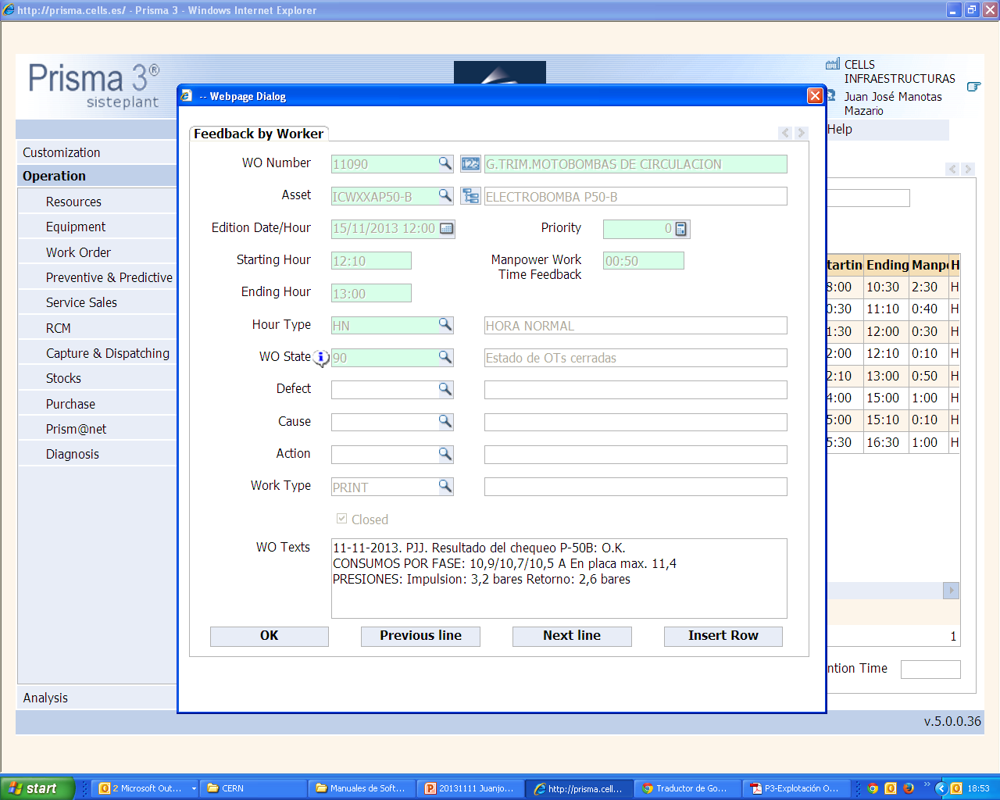 http://prisma.cells.es/ - Prisma 3 - Windows Internet Explorer
Prisma 3®
sisteplant
CELLS
INFRAESTRUCTURAS
Juan José Manotas
Mazario
Help
Customization
Operation
Resources
Equipment
Work Order
Preventive & Predictive
Service Sales
RCM
Capture & Dispatching
Stocks
Purchase
Prism@net
Diagnosis
Analysis
-- Webpage Dialog
Feedback by Worker
WO Number 11090 123 G.TRIM.MOTOBOMBAS DE CIRCULACION
Asset ICWXXAP50-B ELECTROBOMBA P50-B
Edition Date/Hour 15/11/2013 12:00 Priority 0
Starting Hour 12:10 Manpower Work Time Feedback 00:50
Ending Hour 13:00
Hour Type HN HORA NORMAL
WO State 90 Estado de OTs cerradas
Defect
Cause
Action
Work Type PRINT
Closed
WO Texts
11-11-2013. PJJ. Resultado del chequeo P-50B: O.K.
CONSUMOS POR FASE: 10,9/10,7/10,5 A En placa max. 11,4
PRESIONES: Impulsion: 3,2 bares Retorno: 2,6 bares
OK Previous line Next line Insert Row
tartin Ending Manp H
8:00 10:30 2:30 H
0:30 11:10 0:40 H
1:30 12:00 0:30 H
2:00 12:10 0:10 H
2:10 13:00 0:50 H
4:00 15:00 1:00 H
5:00 15:10 0:10 H
5:30 16:30 1:00 H
1
ntion Time
v.5.0.0.36
start 2 Microsoft Out... CERN Manuales de Soft... 20131111 Juanjo... http://prisma.cell... Traductor de Go... P3-Explotación O... 18:53